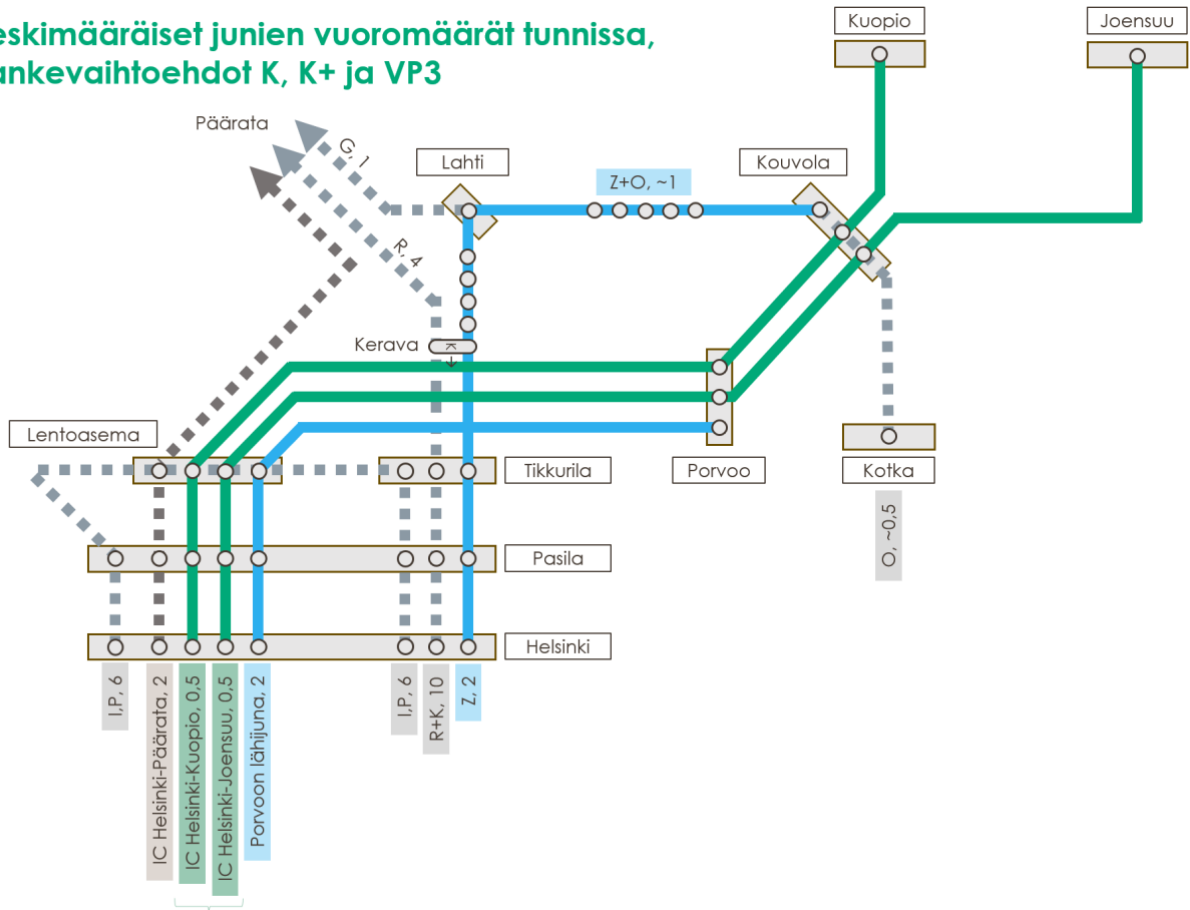 eskimääräiset junien vuoromäärät tunnissa,
ankevaihtoehdot K, K+ ja VP3
Kuopio
Joensuu
Päärata
G, 1
Lahti
Z+O, ~1
Kouvola
R, 4
Kerava
K
Lentoasema
Tikkurila
Porvoo
Kotka
O, ~0,5
Pasila
Helsinki
I,P, 6
IC Helsinki-Päärata, 2
IC Helsinki-Kuopio, 0,5
IC Helsinki-Joensuu, 0,5
Porvoon lähijuna, 2
I,P, 6
R+K, 10
Z, 2